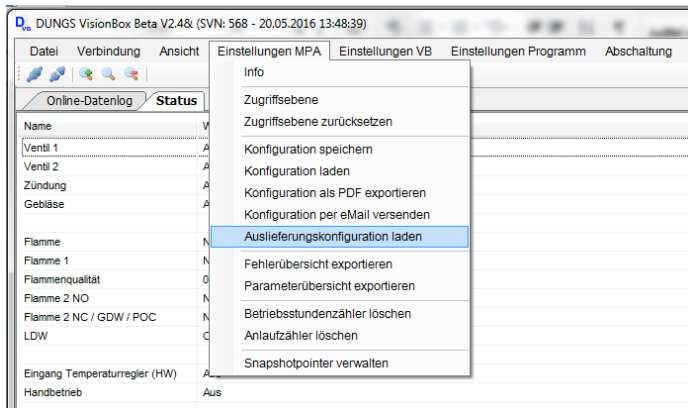 DUNGS VisionBox Beta V2.48 (SVN: 568 - 20.05.2016 13:48:39)
Datei Verbindung Ansicht Einstellungen MPA Einstellungen VB Einstellungen Programm Abschaltung
Info
Online-Datenlog Status
Zugriffsebene
Zugriffsebene zurücksetzen
Name
Ventil 1
Konfiguration speichern
Ventil 2
Konfiguration laden
Zündung
Konfiguration als PDF exportieren
Gebläse
Konfiguration per eMail versenden
Auslieferungskonfiguration laden
Flamme
Flamme 1
Fehlerübersicht exportieren
Flammenqualität 0
Parameterübersicht exportieren
Flamme 2 NO
Flamme 2 NC / GDW / POC
Betriebsstundenzähler löschen
LDW
Anlaufzähler löschen
Snapshotpointer verwalten
Eingang Temperaturregler (HW)
Handbetrieb Aus